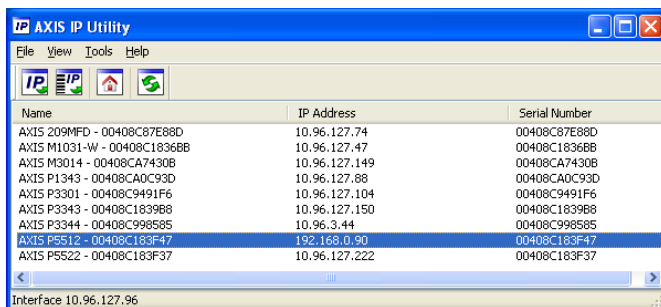 AXIS IP Utility
File View Tools Help
IP IP
Name IP Address Serial Number
AXIS 209MFD - 00408C87E88D 10.96.127.74 00408C87E88D
AXIS M1031-W - 00408C1836BB 10.96.127.47 00408C1836BB
AXIS M3014 - 00408CA7430B 10.96.127.149 00408CA7430B
AXIS P1343 - 00408CA0C93D 10.96.127.88 00408CA0C93D
AXIS P3301 - 00408C9491F6 10.96.127.104 00408C9491F6
AXIS P3343 - 00408C1839B8 10.96.127.150 00408C1839B8
AXIS P3344 - 00408C998585 10.96.3.44 00408C998585
AXIS P5512 - 00408C183F47 192.168.0.90 00408C183F47
AXIS P5522 - 00408C183F37 10.96.127.222 00408C183F37
Interface 10.96.127.96